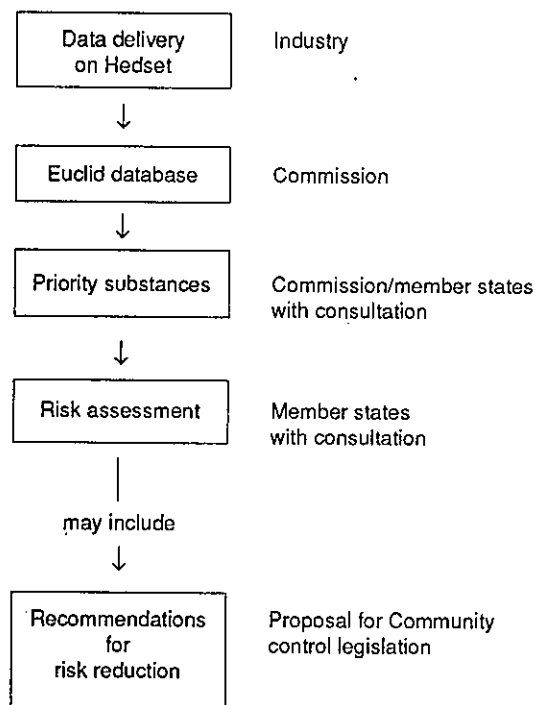 Data delivery
on Hedset
Industry
Euclid database
Commission
Priority substances
Commission/member states
with consultation
Risk assessment
Member states
with consultation
may include
Recommendations
for
risk reduction
Proposal for Community
control legislation